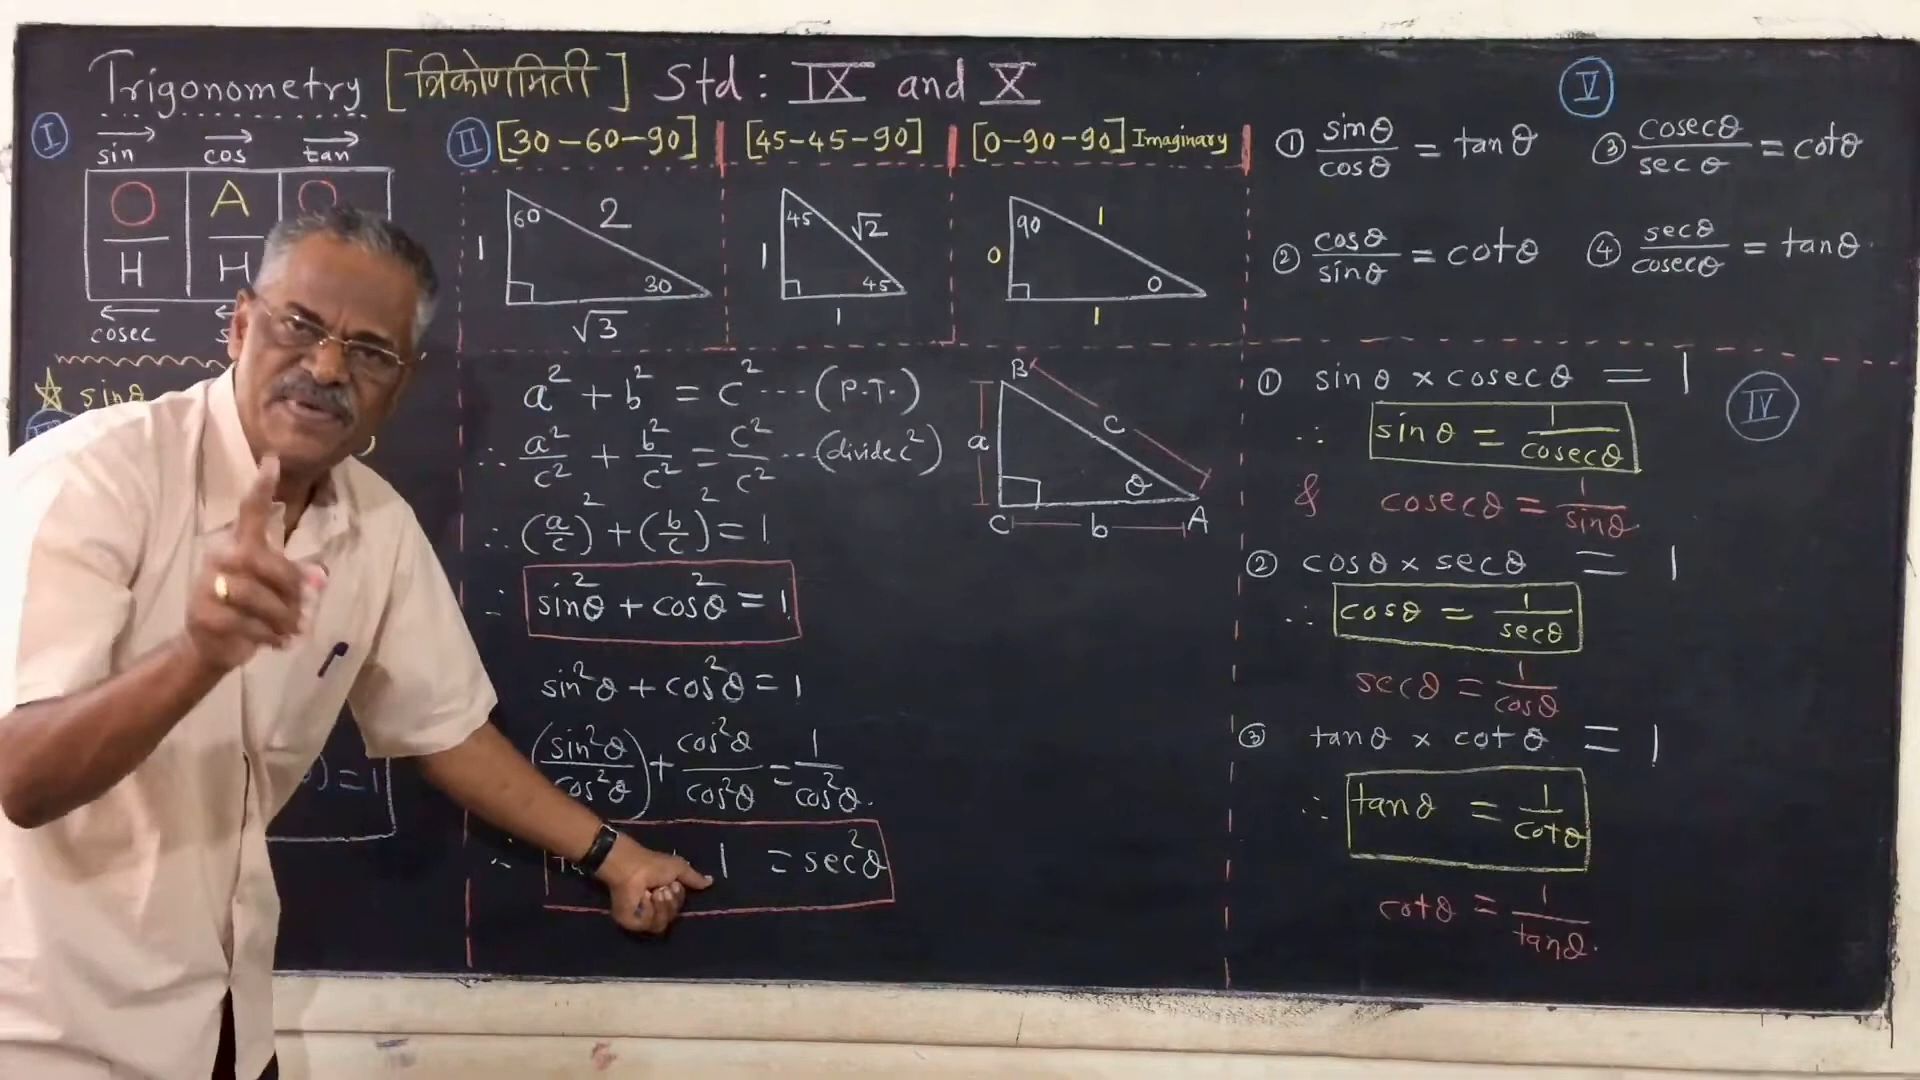 Trigonometry [त्रिकोणमिती] Std : IX and X
I
sin cos tan
O A O
H H
cosec
☆ sinθ
) = 1
II [30-60-90] [45-45-90] [0-90-90] Imaginary
60 2 1 30 √3
45 √2 1 45 1
90 1 0 0 1
a² + b² = c² --- (P.T.)
∴ a²/c² + b²/c² = c²/c² --- (divide c²)
∴ (a/c)² + (b/c)² = 1
∴ sin²θ + cos²θ = 1
sin²θ + cos²θ = 1
(sin²θ/cos²θ) + cos²θ/cos²θ = 1/cos²θ.
∴ 1 = sec²θ
B
a c
θ
C b A
V
① sinθ/cosθ = tanθ ③ cosecθ/secθ = cotθ
② cosθ/sinθ = cotθ ④ secθ/cosecθ = tanθ
IV
① sinθ × cosecθ = 1
∴ sinθ = 1/cosecθ
& cosecθ = 1/sinθ
② cosθ × secθ = 1
∴ cosθ = 1/secθ
secθ = 1/cosθ
③ tanθ × cotθ = 1
∴ tanθ = 1/cotθ
cotθ = 1/tanθ.